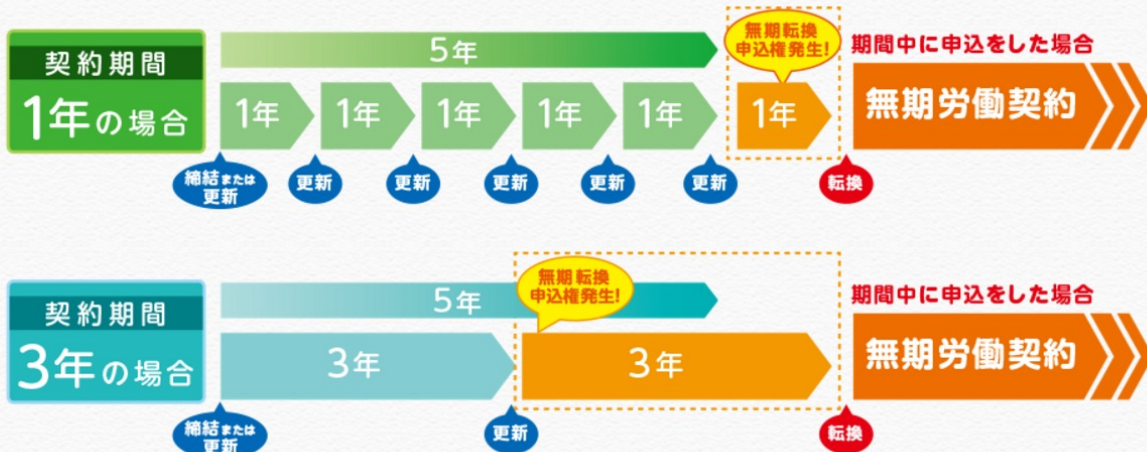 契約期間
1年の場合
5年
無期転換
申込権発生!
1年
1年
1年
1年
1年
1年
期間中に申込をした場合
無期労働契約
締結または
更新
更新
更新
更新
更新
更新
転換
契約期間
3年の場合
5年
無期転換
申込権発生!
3年
3年
期間中に申込をした場合
無期労働契約
締結または
更新
更新
転換